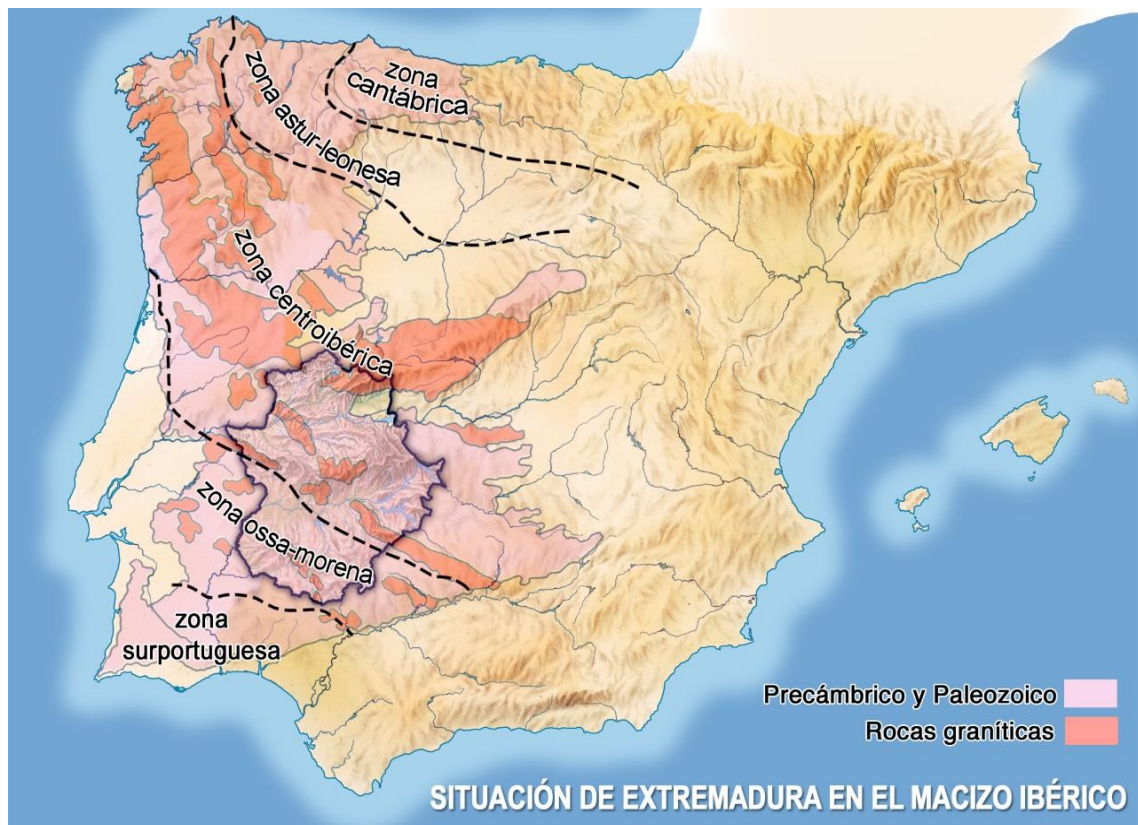 zona
cantábrica
zona astur-leonesa
zona centroibérica
zona ossa-morena
zona
surportuguesa
Precámbrico y Paleozoico
Rocas graníticas
SITUACIÓN DE EXTREMADURA EN EL MACIZO IBÉRICO